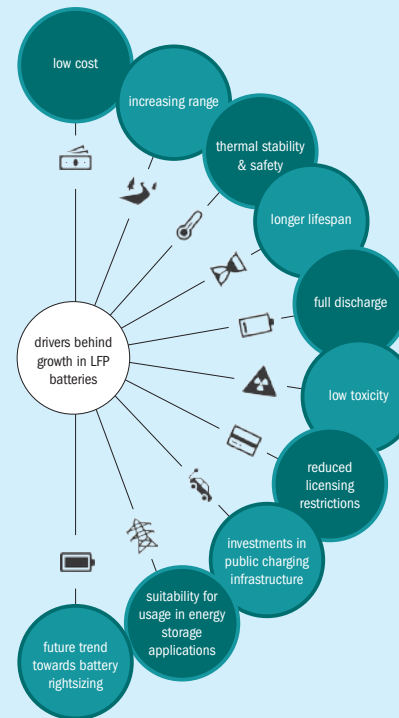 low cost
increasing range
thermal stability
& safety
longer lifespan
full discharge
drivers behind
growth in LFP
batteries
low toxicity
reduced
licensing
restrictions
investments in
public charging
infrastructure
suitability for
usage in energy
storage
applications
future trend
towards battery
rightsizing